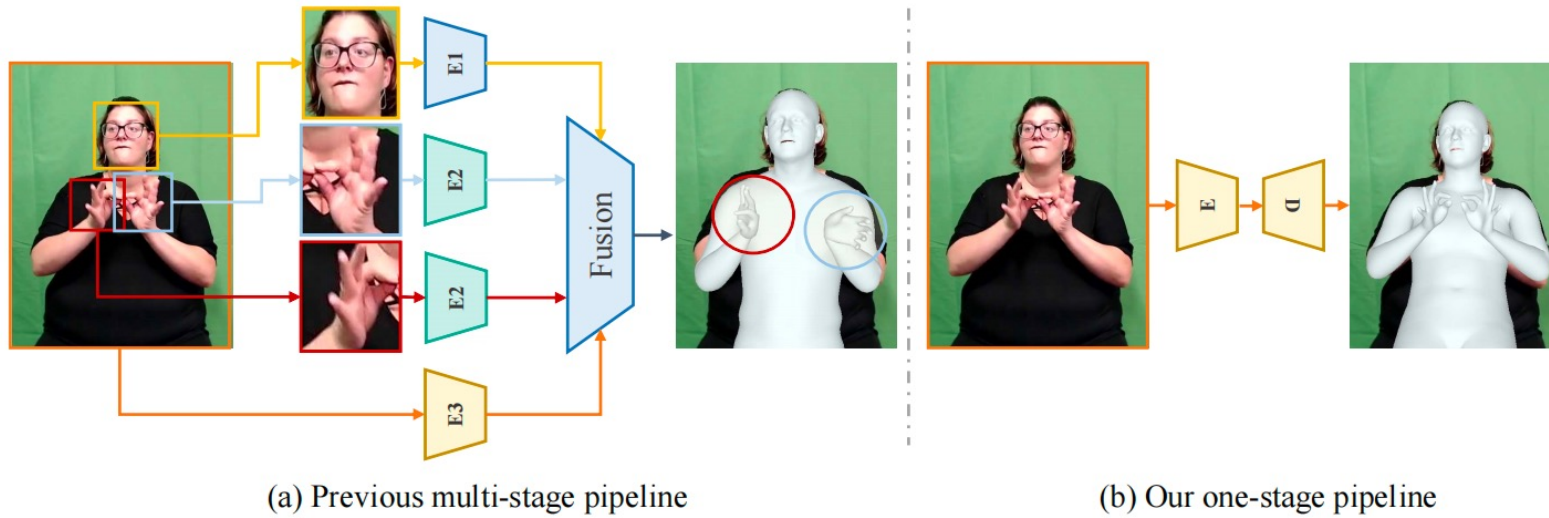 E1
E2
E2
E3
Fusion
E
D
(a) Previous multi-stage pipeline
(b) Our one-stage pipeline